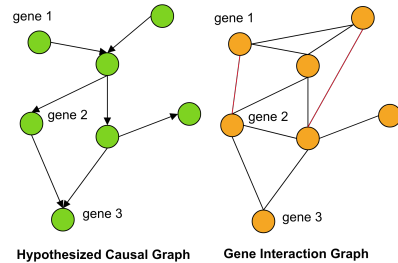 gene 1
gene 1
gene 2
gene 2
gene 3
gene 3
Hypothesized Causal Graph
Gene Interaction Graph